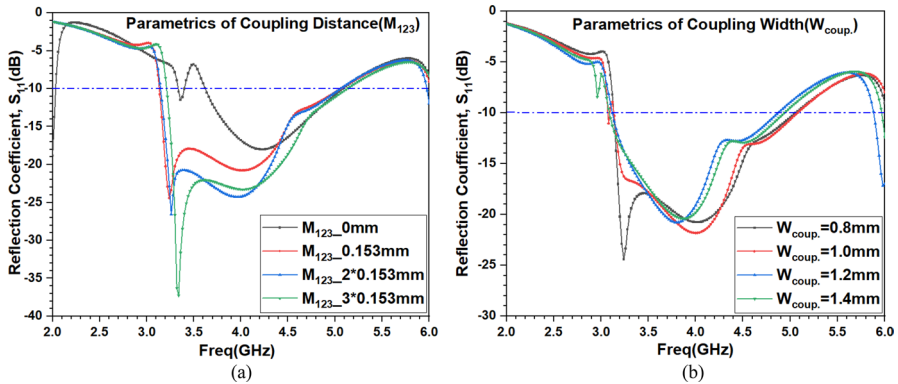 Parametrics of Coupling Distance(M123)
Reflection Coefficient, S11(dB)
0
-5
-10
-15
-20
-25
-30
-35
-40
M123_0mm
M123_0.153mm
M123_2*0.153mm
M123_3*0.153mm
2.0 2.5 3.0 3.5 4.0 4.5 5.0 5.5 6.0
Freq(GHz)
(a)
Parametrics of Coupling Width(Wcoup.)
Reflection Coefficient, S11(dB)
0
-5
-10
-15
-20
-25
-30
Wcoup.=0.8mm
Wcoup.=1.0mm
Wcoup.=1.2mm
Wcoup.=1.4mm
2.0 2.5 3.0 3.5 4.0 4.5 5.0 5.5 6.0
Freq(GHz)
(b)